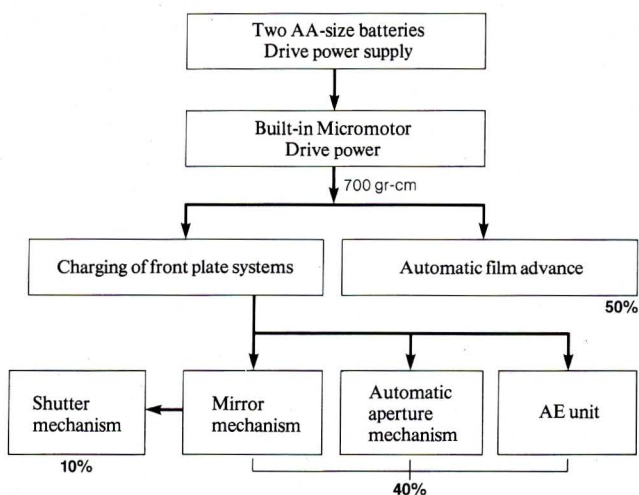 Two AA-size batteries
Drive power supply
Built-in Micromotor
Drive power
700 gr-cm
Charging of front plate systems
Automatic film advance
50%
Shutter
mechanism
Mirror
mechanism
Automatic
aperture
mechanism
AE unit
10%
40%